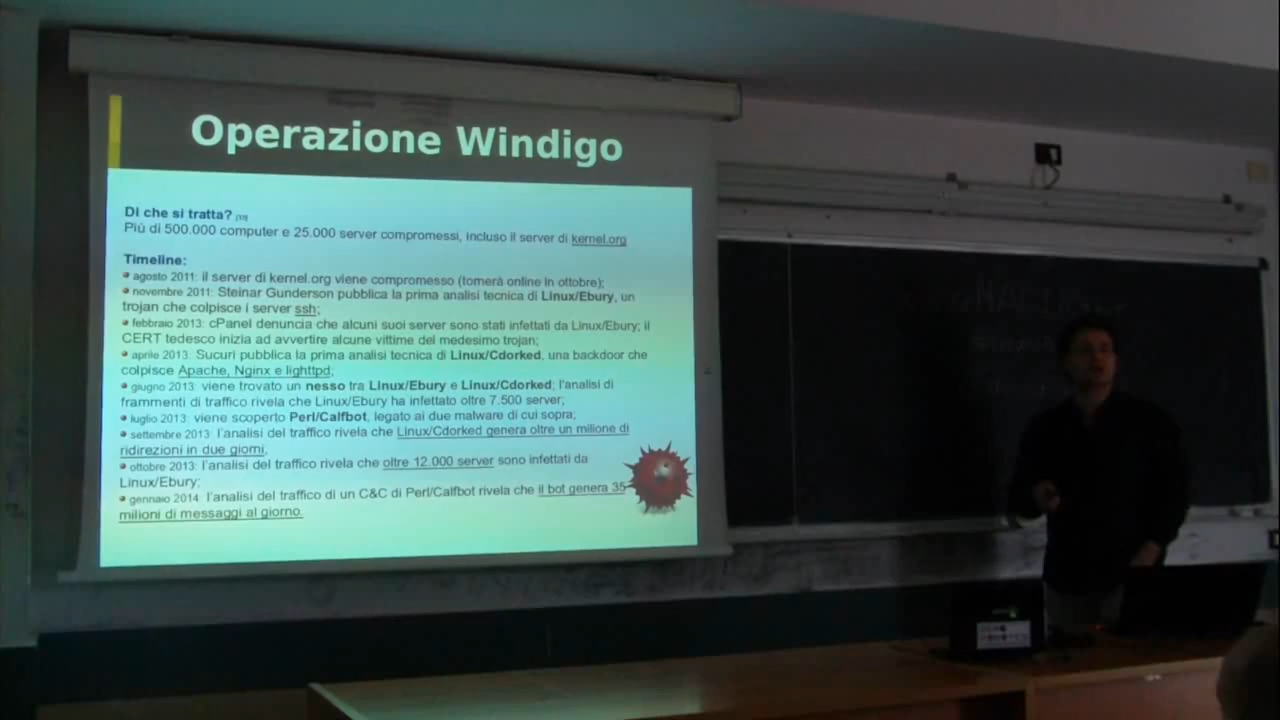 Operazione Windigo
Di che si tratta?
Più di 500.000 computer e 25.000 server compromessi, incluso il server di kernel.org
Timeline:
agosto 2011: il server di kernel.org viene compromesso (tornerà online in ottobre);
novembre 2011: Steinar Gunderson pubblica la prima analisi tecnica di Linux/Ebury, un
trojan che colpisce i server ssh;
febbraio 2013: cPanel denuncia che alcuni suoi server sono stati infettati da Linux/Ebury; il
CERT tedesco inizia ad avvertire alcune vittime del medesimo trojan;
aprile 2013: Sucuri pubblica la prima analisi tecnica di Linux/Cdorked, una backdoor che
colpisce Apache, Nginx e lighttpd;
giugno 2013: viene trovato un nesso tra Linux/Ebury e Linux/Cdorked; l'analisi di
frammenti di traffico rivela che Linux/Ebury ha infettato oltre 7.500 server;
luglio 2013: viene scoperto Perl/Calfbot, legato ai due malware di cui sopra;
settembre 2013: l'analisi del traffico rivela che Linux/Cdorked genera oltre un milione di
ridirezioni in due giorni,
ottobre 2013: l'analisi del traffico rivela che oltre 12.000 server sono infettati da
Linux/Ebury;
gennaio 2014: l'analisi del traffico di un C&C di Perl/Calfbot rivela che il bot genera 35
milioni di messaggi al giorno.